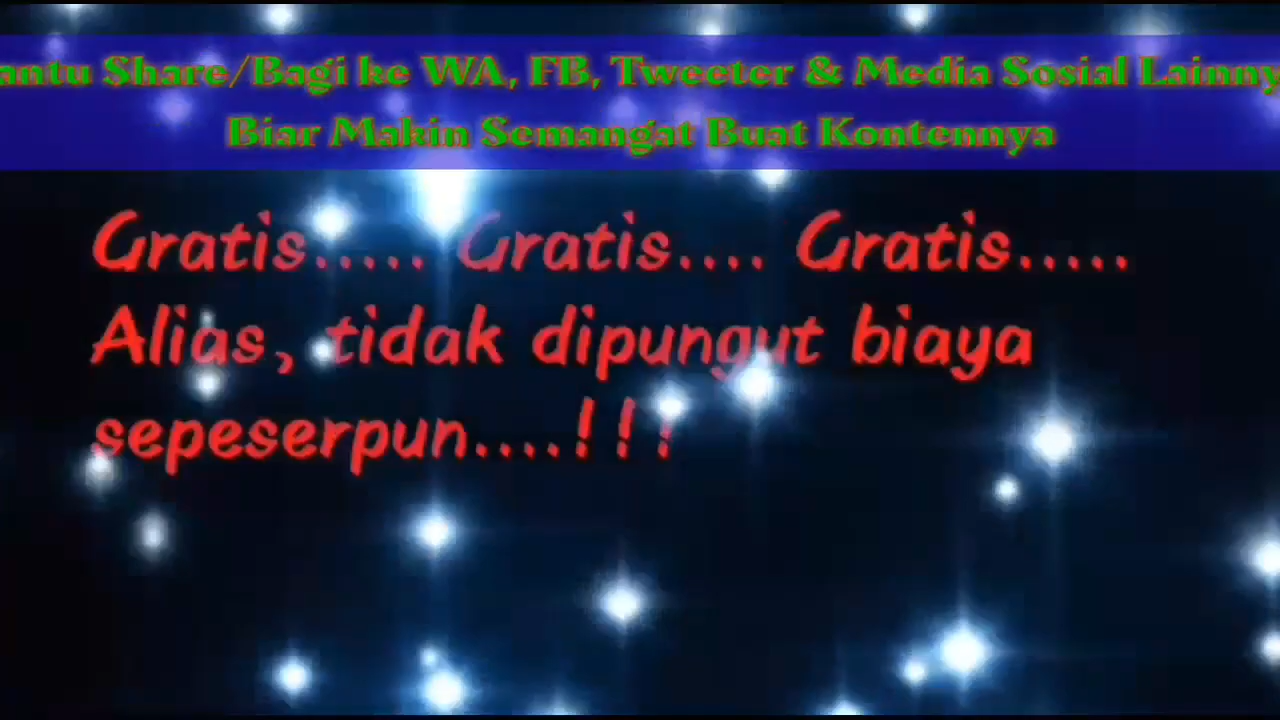 antu Share/Bagi ke WA, FB, Tweeter & Media Sosial Lainny
Biar Makin Semangat Buat Kontennya
Gratis..... Gratis.... Gratis.....
Alias, tidak dipungut biaya
sepeserpun....!!!